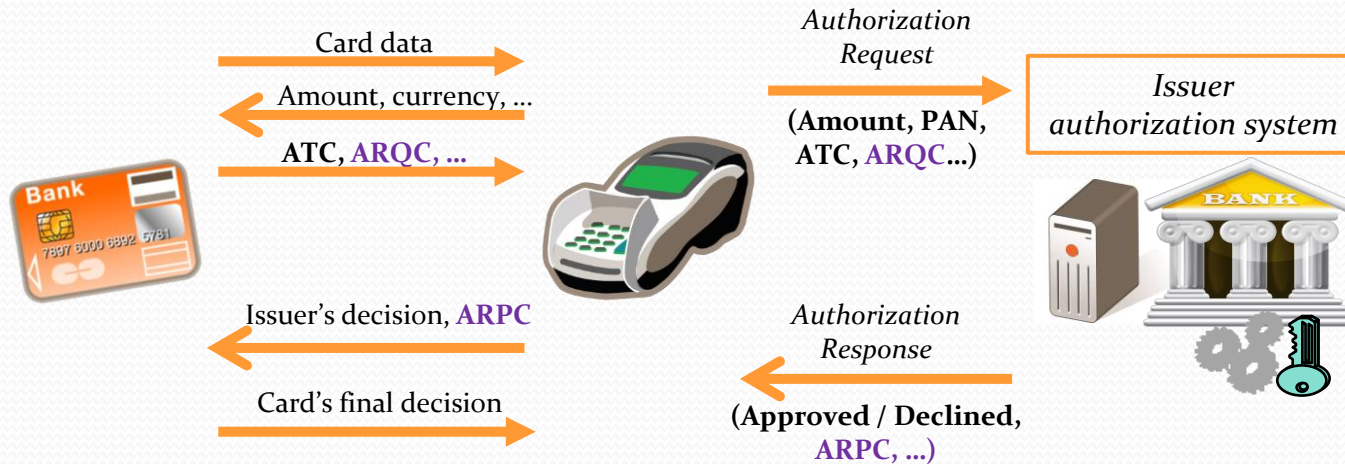 Card data
Amount, currency, ...
ATC, ARQC, ...
Authorization
Request
(Amount, PAN,
ATC, ARQC...)
Issuer
authorization system
Bank
7897 6000 6892 5781
BANK
Issuer's decision, ARPC
Card's final decision
Authorization
Response
(Approved / Declined,
ARPC, ...)